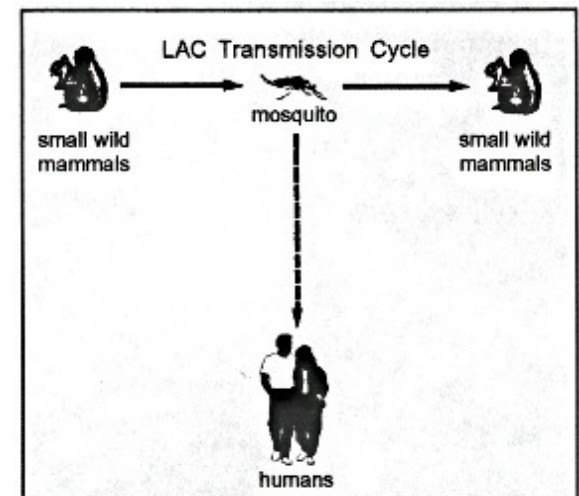 LAC Transmission Cycle
mosquito
small wild
mammals
small wild
mammals
humans